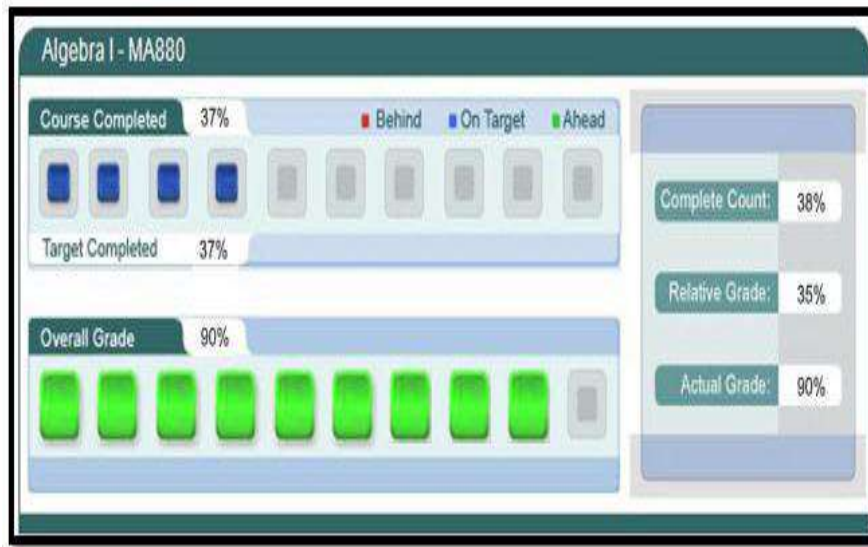 Algebra I - MA880
Course Completed 37% Behind On Target Ahead
Target Completed 37%
Overall Grade 90%
Complete Count: 38%
Relative Grade: 35%
Actual Grade: 90%